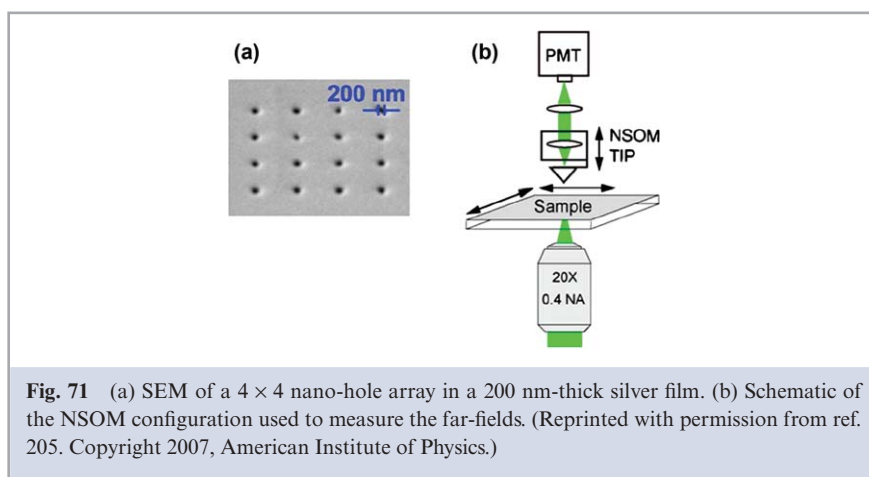 (a)
200 nm
(b)
PMT
NSOM
TIP
Sample
20X
0.4 NA
Fig. 71 (a) SEM of a 4 × 4 nano-hole array in a 200 nm-thick silver film. (b) Schematic of
the NSOM configuration used to measure the far-fields. (Reprinted with permission from ref.
205. Copyright 2007, American Institute of Physics.)